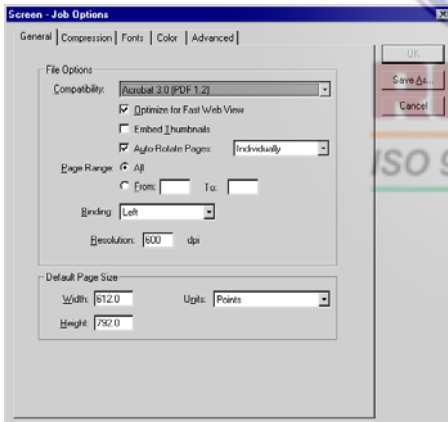 Screen - Job Options
General Compression Fonts Color Advanced
OK
Save As...
Cancel
File Options
Compatibility: Acrobat 3.0 (PDF 1.2)
Optimize for Fast Web View
Embed Thumbnails
Auto-Rotate Pages: Individually
Page Range: All
From: To:
Binding: Left
Resolution: 600 dpi
Default Page Size
Width: 612.0 Units: Points
Height: 792.0
ISO 9